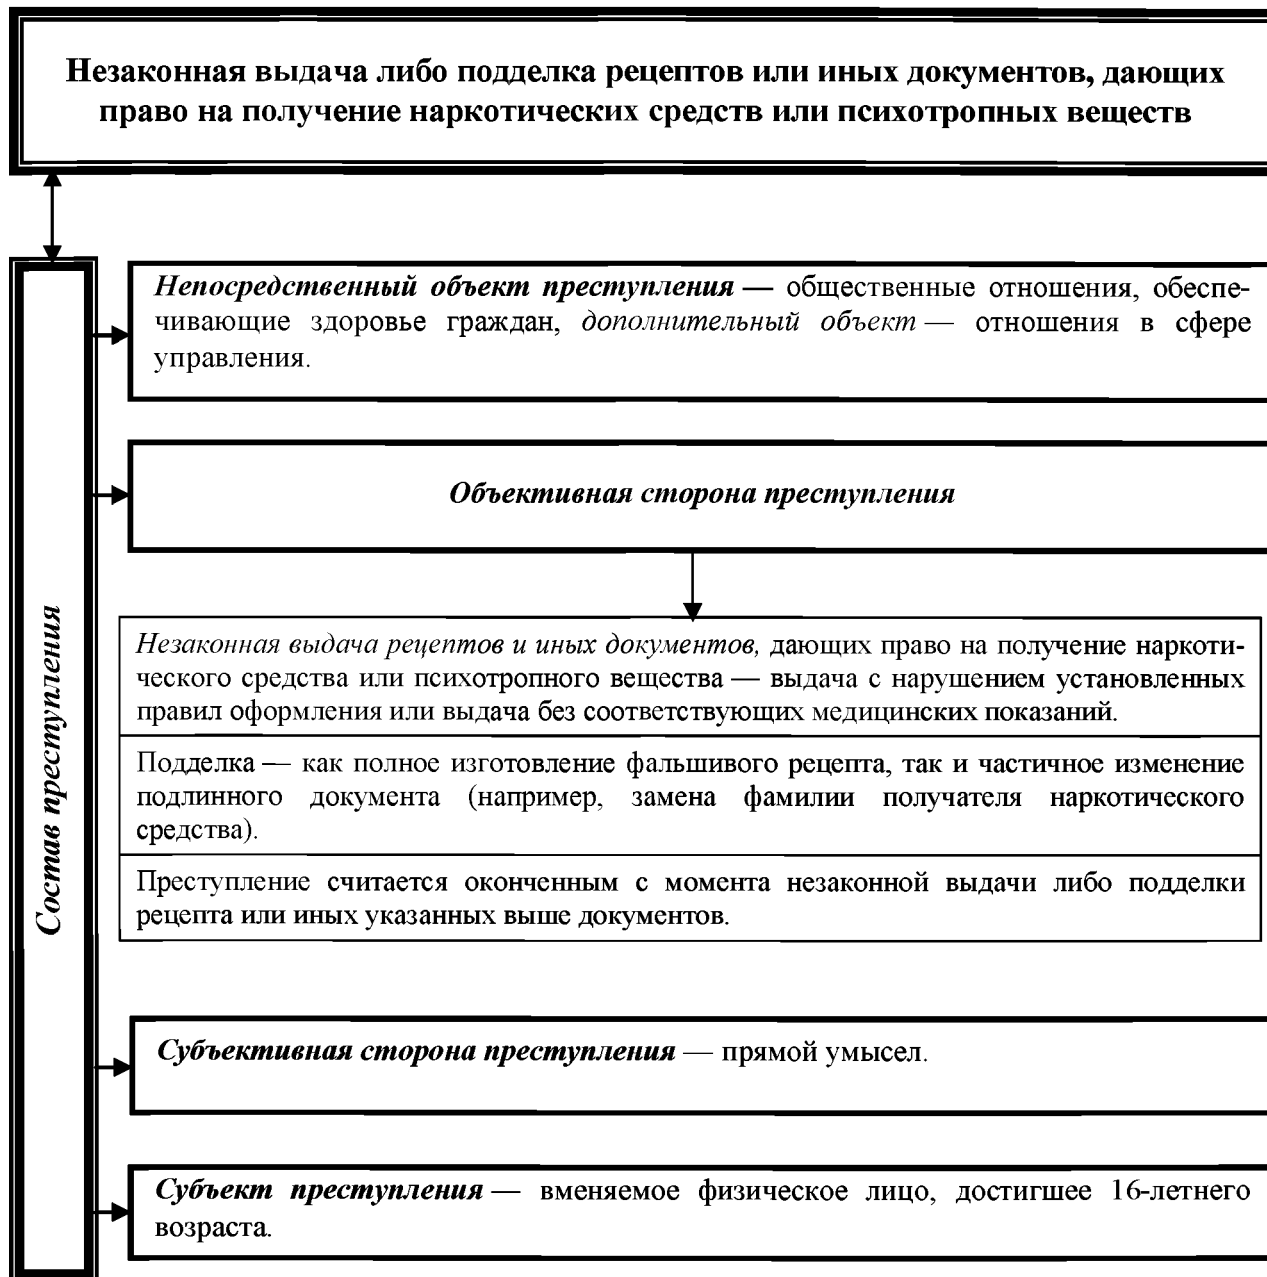 Незаконная выдача либо подделка рецептов или иных документов, дающих
право на получение наркотических средств или психотропных веществ
Непосредственный объект преступления — общественные отношения, обеспе-
чивающие здоровье граждан, дополнительный объект — отношения в сфере
управления.
Объективная сторона преступления
Состав преступления
Незаконная выдача рецептов и иных документов, дающих право на получение наркоти-
ческого средства или психотропного вещества — выдача с нарушением установленных
правил оформления или выдача без соответствующих медицинских показаний.
Подделка — как полное изготовление фальшивого рецепта, так и частичное изменение
подлинного документа (например, замена фамилии получателя наркотического
средства).
Преступление считается оконченным с момента незаконной выдачи либо подделки
рецепта или иных указанных выше документов.
Субъективная сторона преступления — прямой умысел.
Субъект преступления — вменяемое физическое лицо, достигшее 16-летнего
возраста.